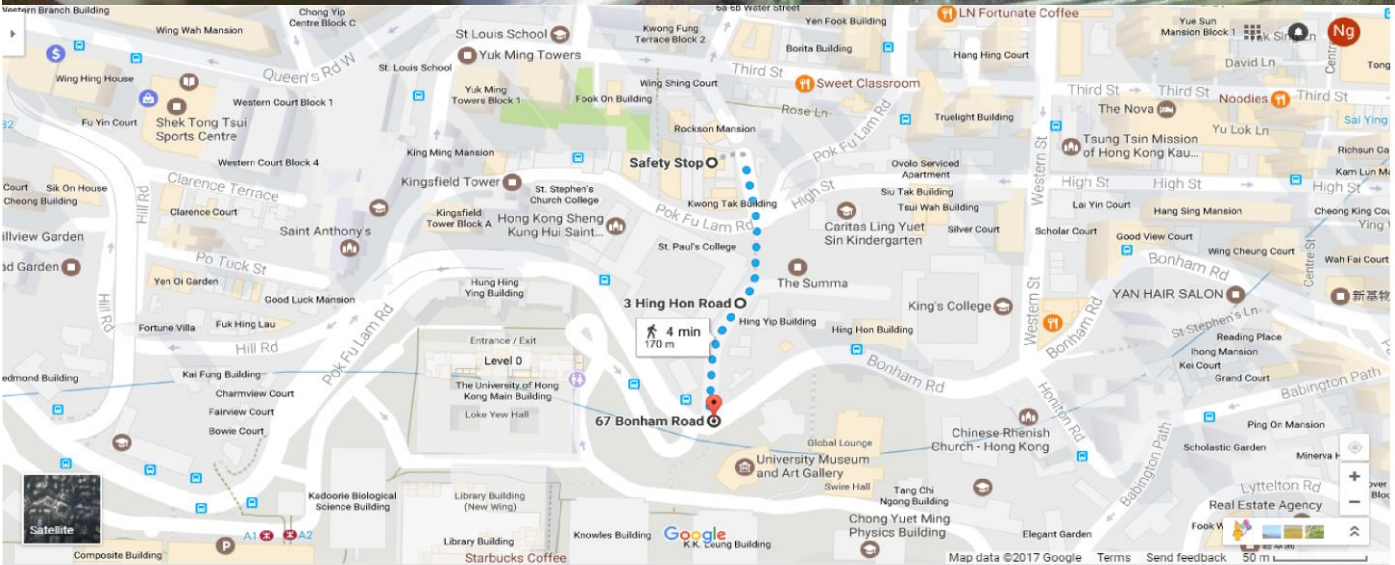 Western Branch Building
Chong Yip
Centre Block C
Wing Wah Mansion
St Louis School
Kwong Fung
Terrace Block 2
6a-6b Water Street
Yen Fook Building
LN Fortunate Coffee
Yue Sun
Mansion Block 1
Ng
Queen's Rd W
St. Louis School
Yuk Ming Towers
Borita Building
Hang Hing Court
David Ln
Tong
Wing Hing House
Third St
Sweet Classroom
Third St
Noodies
Third St
Western Court Block 1
Yuk Ming
Towers Block 1
Fook On Building
Wing Shing Court
Rose Ln
The Nova
Fu Yin Court
Shek Tong Tsui
Sports Centre
Rockson Mansion
Truelight Building
Yu Lok Ln
Sai Ying
Pok Fu Lam Rd
Tsung Tsin Mission
of Hong Kong Kau...
Western Court Block 4
King Ming Mansion
Safety Stop
Ovolo Serviced
Apartment
Western St
Court
Sik On House
Cheong Building
Clarence Terrace
Kingsfield Tower
St. Stephen's
Church College
High St
High St
High St
High St
Kam Lun
Siu Tak Building
Hill Rd
Clarence Court
Kingsfield
Tower Block A
Hong Kong Sheng
Kung Hui Saint...
Kwong Tak Building
Pok Fu Lam Rd
Tsui Wah Building
Lai Yin Court
Hang Sing Mansion
Cheong King
Saint Anthony's
St. Paul's College
Caritas Ling Yuet
Sin Kindergarten
Silver Court
Scholar Court
Good View Court
Wing Cheung Court
Centre St
Wah Fai Court
Po Tuck St
The Summa
Bonham Rd
Yen Oi Garden
Hung Hing
Ying Building
Good Luck Mansion
3 Hing Hon Road
King's College
Western St
YAN HAIR SALON
Hill Rd
Fortune Villa
Fuk Hing Lau
Pok Fu Lam Rd
4 min
170 m
Hing Yip Building
Hing Hon Building
Bonham Rd
St-Stephen's Ln
Reading Place
Hill Rd
Entrance / Exit
Ihong Mansion
Level 0
Bonham Rd
Kei Court
Kai Fung Building
Grand Court
The University of Hong
Kong Main Building
Honiton Rd
Babington Path
Charmview Court
Loke Yew Hall
Fairview Court
67 Bonham Road
Bowie Court
Ping On Mansion
Global Lounge
Chinese Rhenish
Church - Hong Kong
Scholastic Garden
University Museum
and Art Gallery
Babington Path
Swire Hall
Lyttelton Rd
Kadoorie Biological
Science Building
Library Building
(New Wing)
Tang Chi
Ngong Building
Real Estate Agency
Satellite
A1
A2
Library Building
Knowles Building
Google
K.K. Leung Building
Chong Yuet Ming
Physics Building
Elegant Garden
Composite Building
Starbucks Coffee
Map data ©2017 Google
Terms
Send feedback
50 m